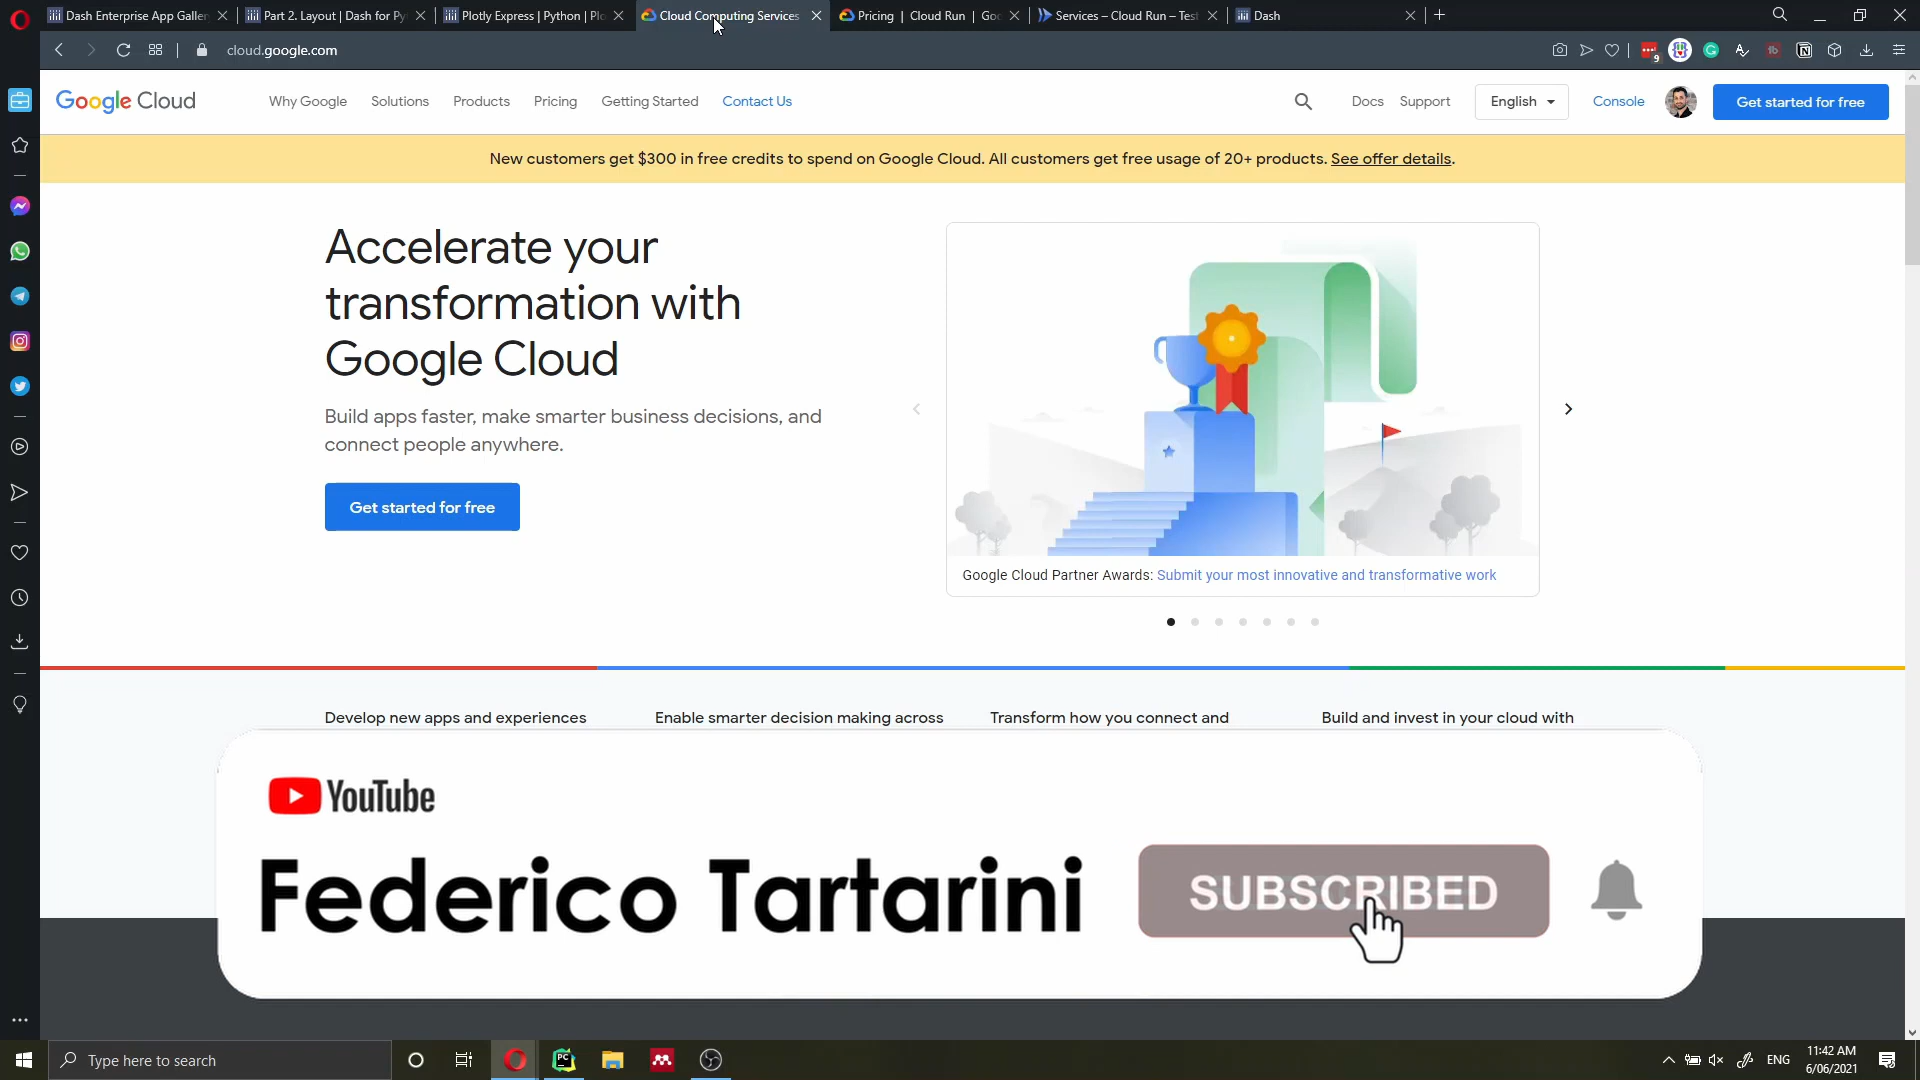 Dash Enterprise App Galler
Part 2. Layout | Dash for Py
Plotly Express | Python | Plo
Cloud Computing Services
Pricing | Cloud Run | Goo
Services – Cloud Run – Test
Dash
cloud.google.com
9
Google Cloud
Why Google
Solutions
Products
Pricing
Getting Started
Contact Us
Docs
Support
English
Console
Get started for free
New customers get $300 in free credits to spend on Google Cloud. All customers get free usage of 20+ products. See offer details.
Accelerate your
transformation with
Google Cloud
Build apps faster, make smarter business decisions, and
connect people anywhere.
Get started for free
Google Cloud Partner Awards: Submit your most innovative and transformative work
Develop new apps and experiences
Enable smarter decision making across
Transform how you connect and
Build and invest in your cloud with
YouTube
Federico Tartarini
SUBSCRIBED
Type here to search
PC
ENG
11:42 AM
6/06/2021